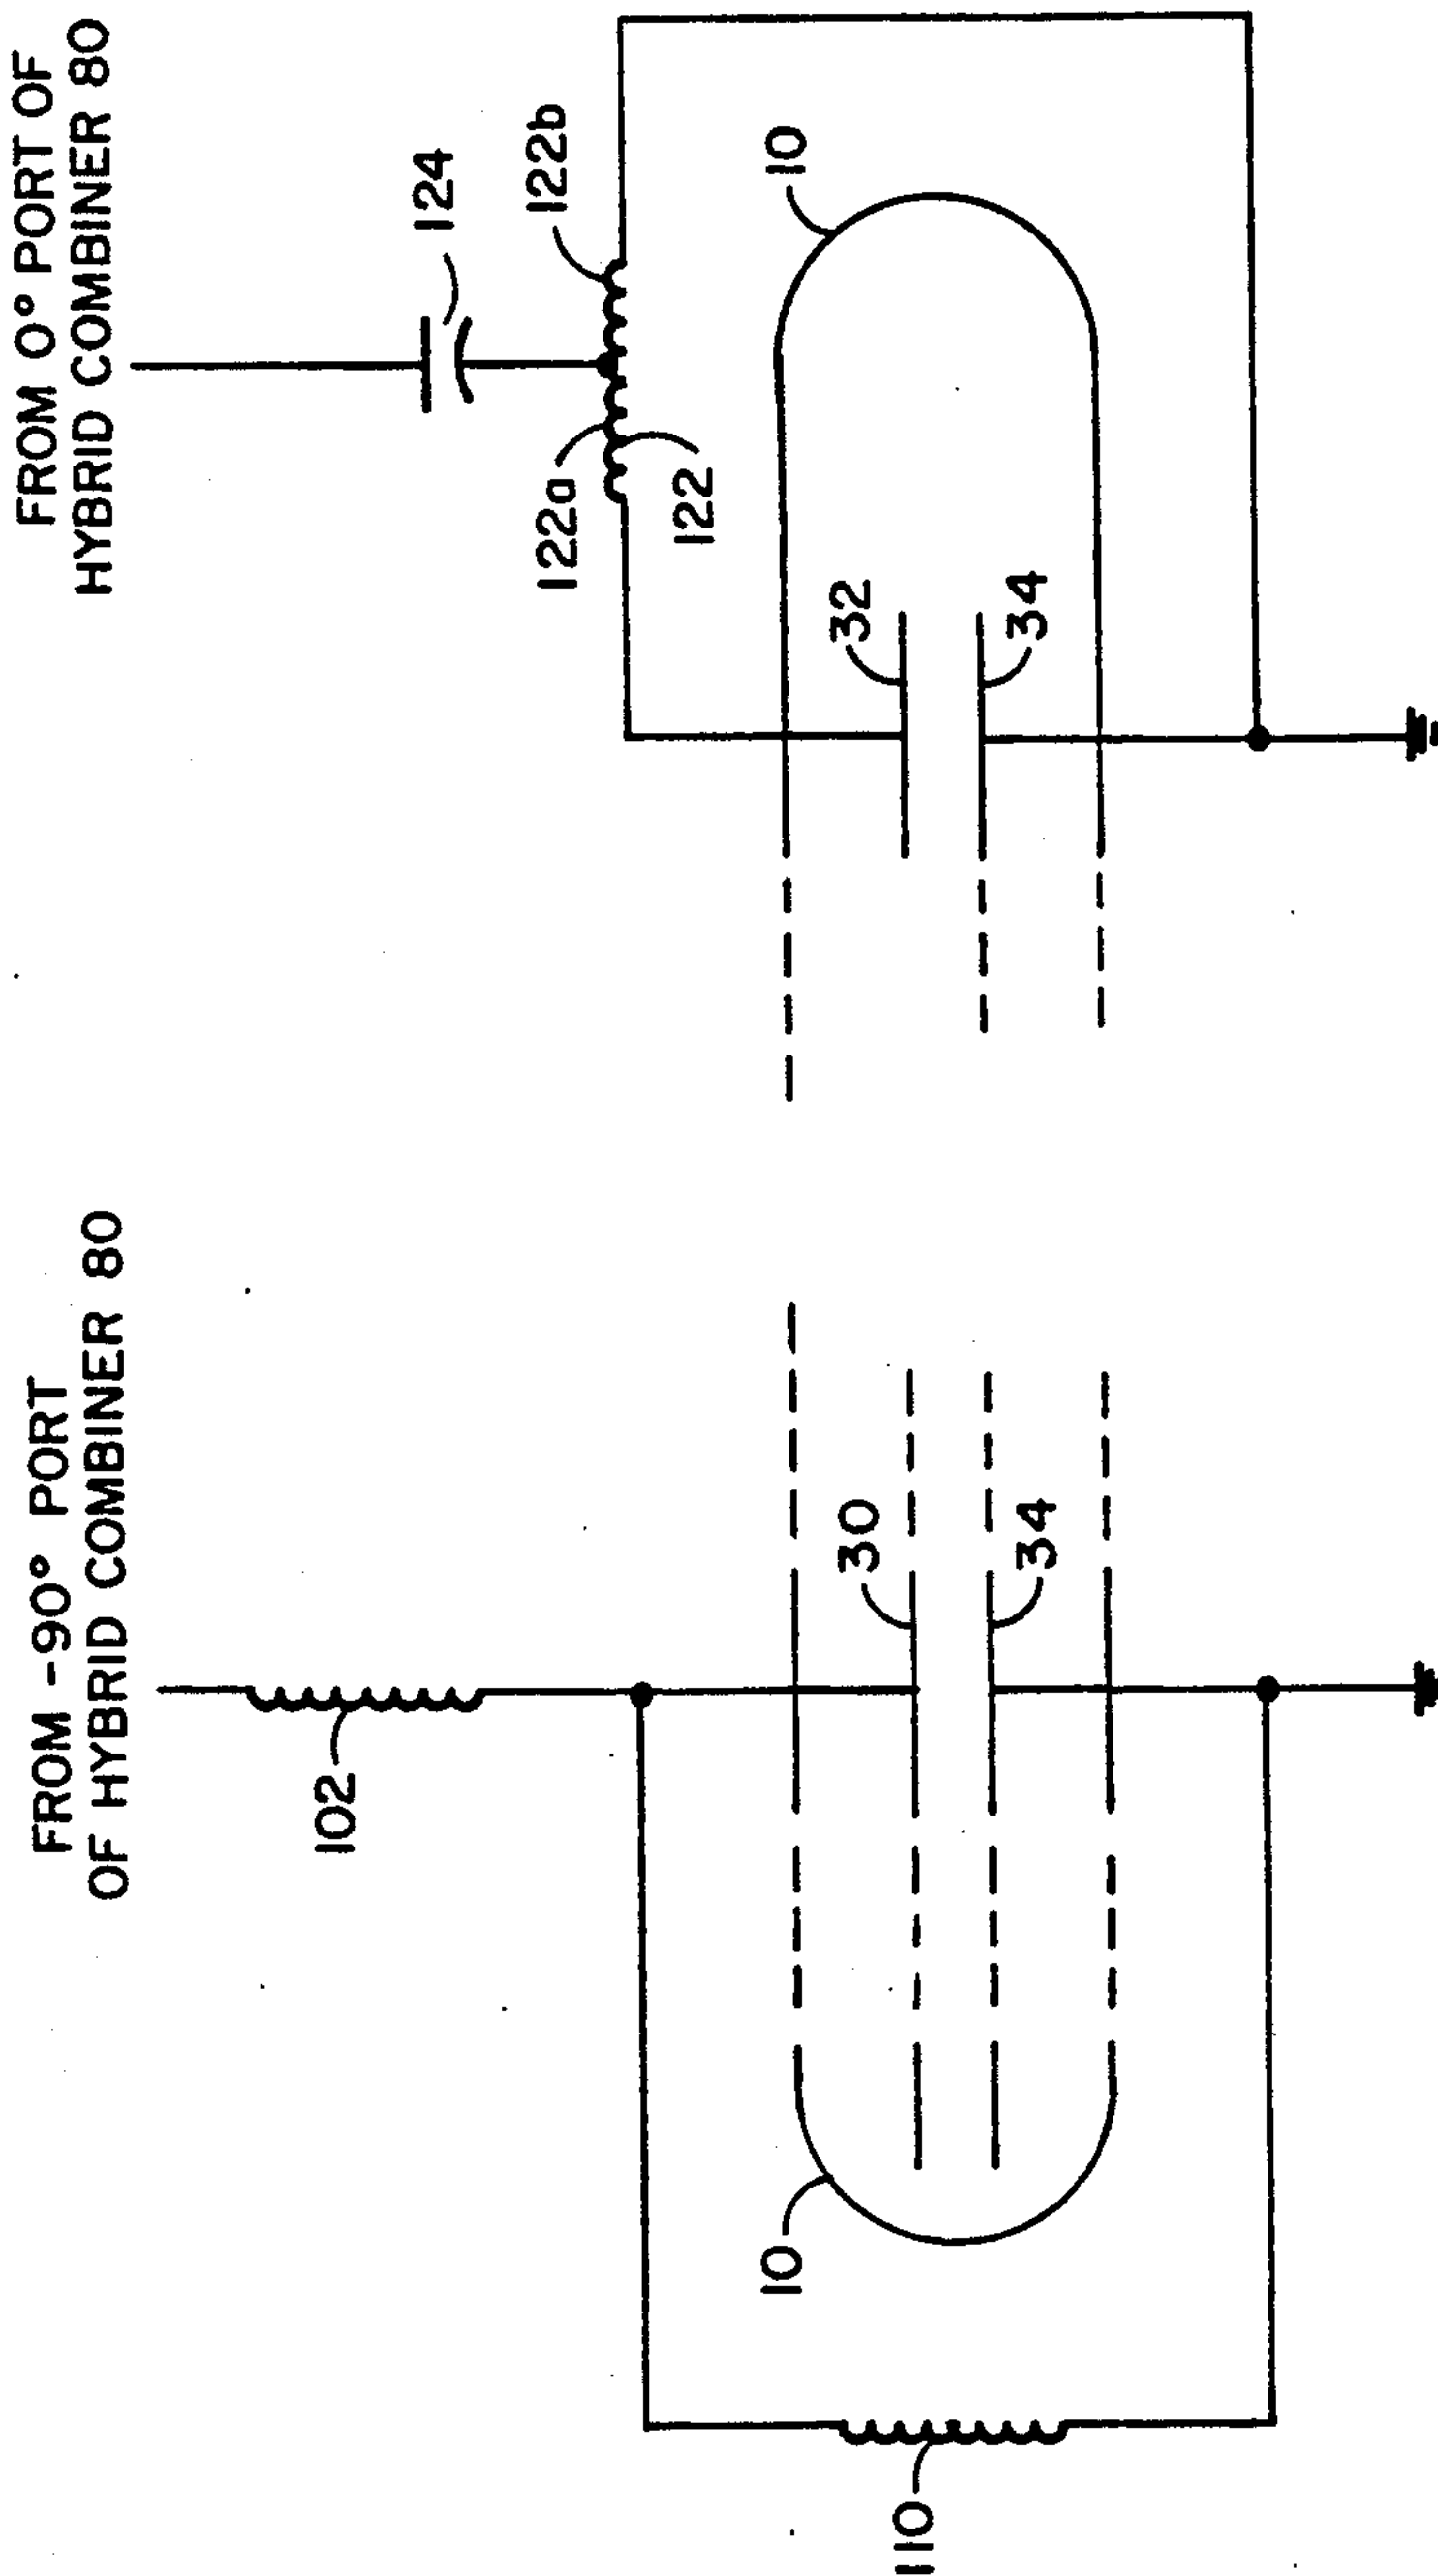 FROM -90° PORT
OF HYBRID COMBINER 80
FROM 0° PORT OF
HYBRID COMBINER 80
102
124
122a
122b
122
110
10
30
34
32
34
10